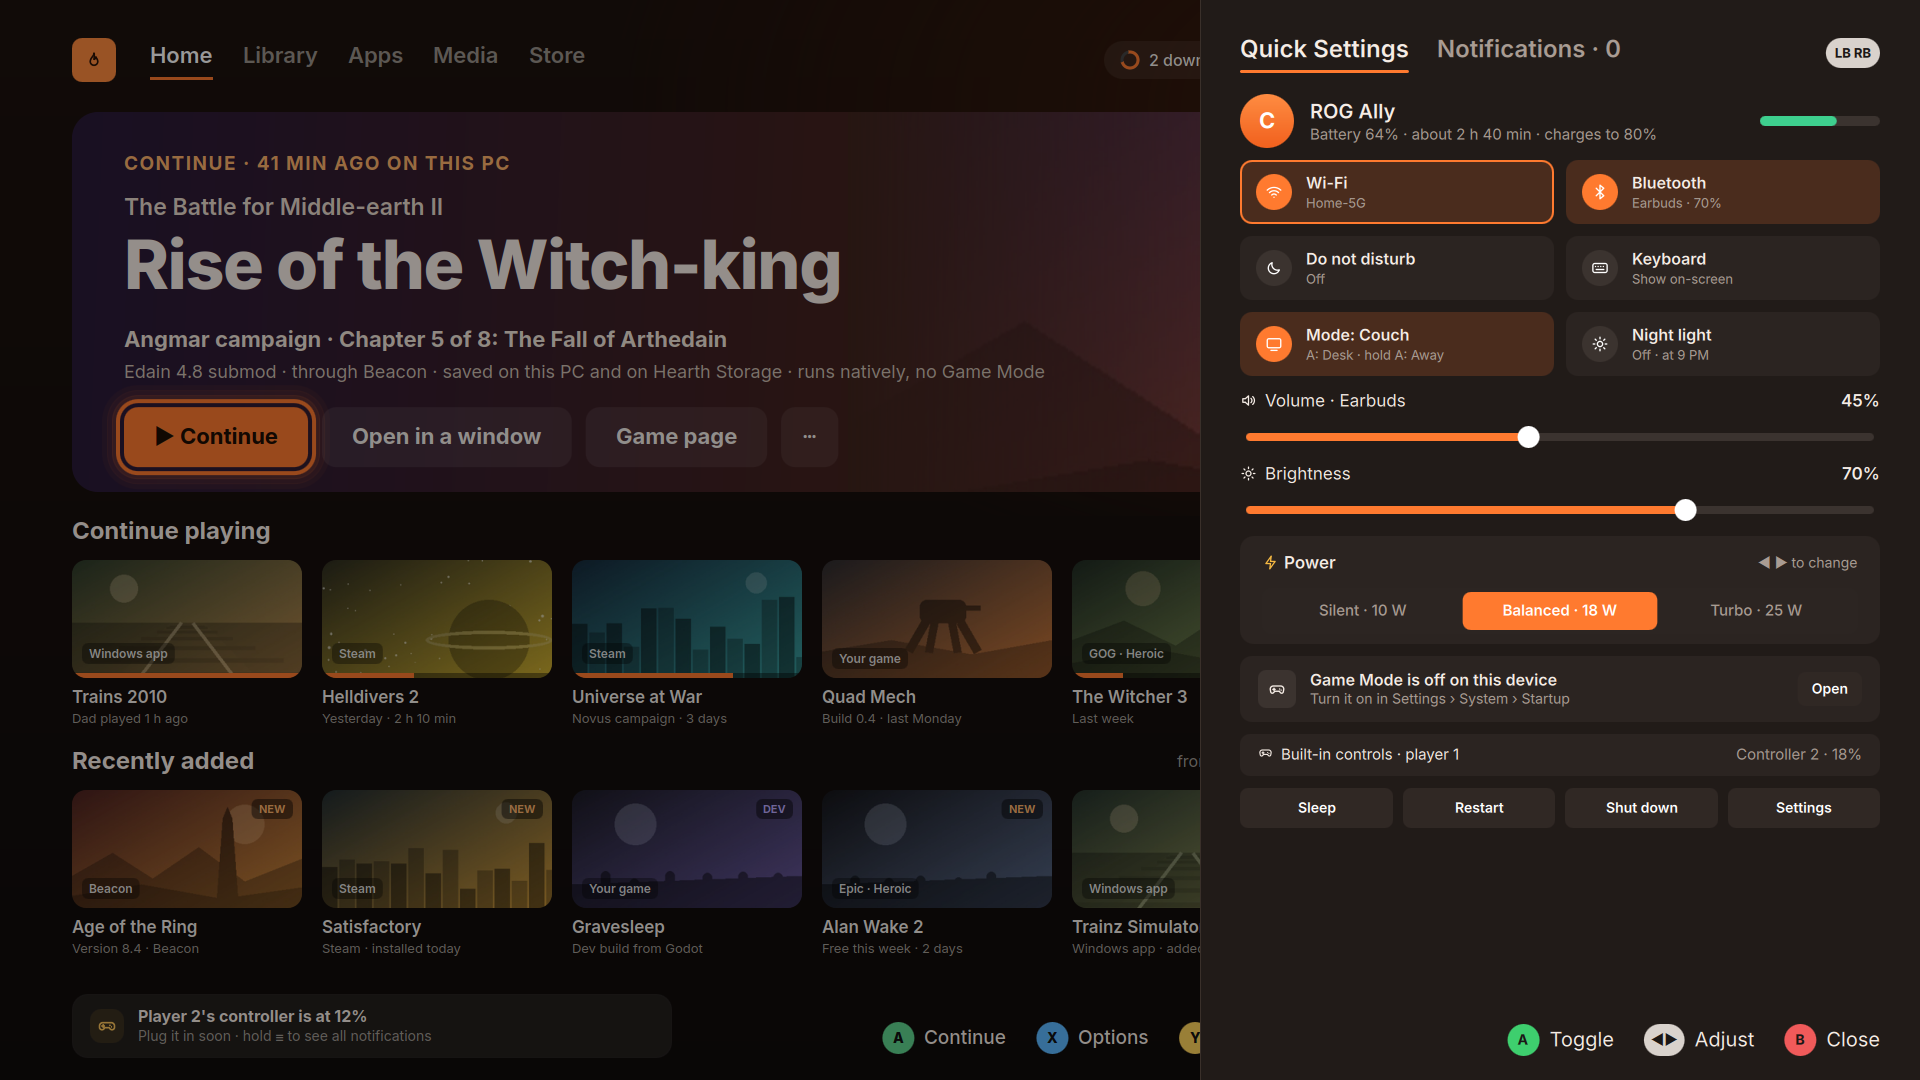 Home
Library
Apps
Media
Store
2 down
CONTINUE · 41 MIN AGO ON THIS PC
The Battle for Middle-earth II
Rise of the Witch-king
Angmar campaign · Chapter 5 of 8: The Fall of Arthedain
Edain 4.8 submod · through Beacon · saved on this PC and on Hearth Storage · runs natively, no Game Mode
▶ Continue
Open in a window
Game page
···
Continue playing
Windows app
Steam
Steam
Your game
GOG · Heroic
Trains 2010
Helldivers 2
Universe at War
Quad Mech
The Witcher 3
Dad played 1 h ago
Yesterday · 2 h 10 min
Novus campaign · 3 days
Build 0.4 · last Monday
Last week
Recently added
fro
NEW
NEW
DEV
NEW
Beacon
Steam
Your game
Epic · Heroic
Windows app
Age of the Ring
Satisfactory
Gravesleep
Alan Wake 2
Trainz Simulato
Version 8.4 · Beacon
Steam · installed today
Dev build from Godot
Free this week · 2 days
Windows app · added
Player 2's controller is at 12%
Plug it in soon · hold ≡ to see all notifications
A Continue
X Options
Y
Quick Settings
Notifications · 0
LB RB
C
ROG Ally
Battery 64% · about 2 h 40 min · charges to 80%
Wi-Fi
Home-5G
Bluetooth
Earbuds · 70%
Do not disturb
Off
Keyboard
Show on-screen
Mode: Couch
A: Desk · hold A: Away
Night light
Off · at 9 PM
Volume · Earbuds
45%
Brightness
70%
Power
◀ ▶ to change
Silent · 10 W
Balanced · 18 W
Turbo · 25 W
Game Mode is off on this device
Turn it on in Settings › System › Startup
Open
Built-in controls · player 1
Controller 2 · 18%
Sleep
Restart
Shut down
Settings
A Toggle
◀▶ Adjust
B Close